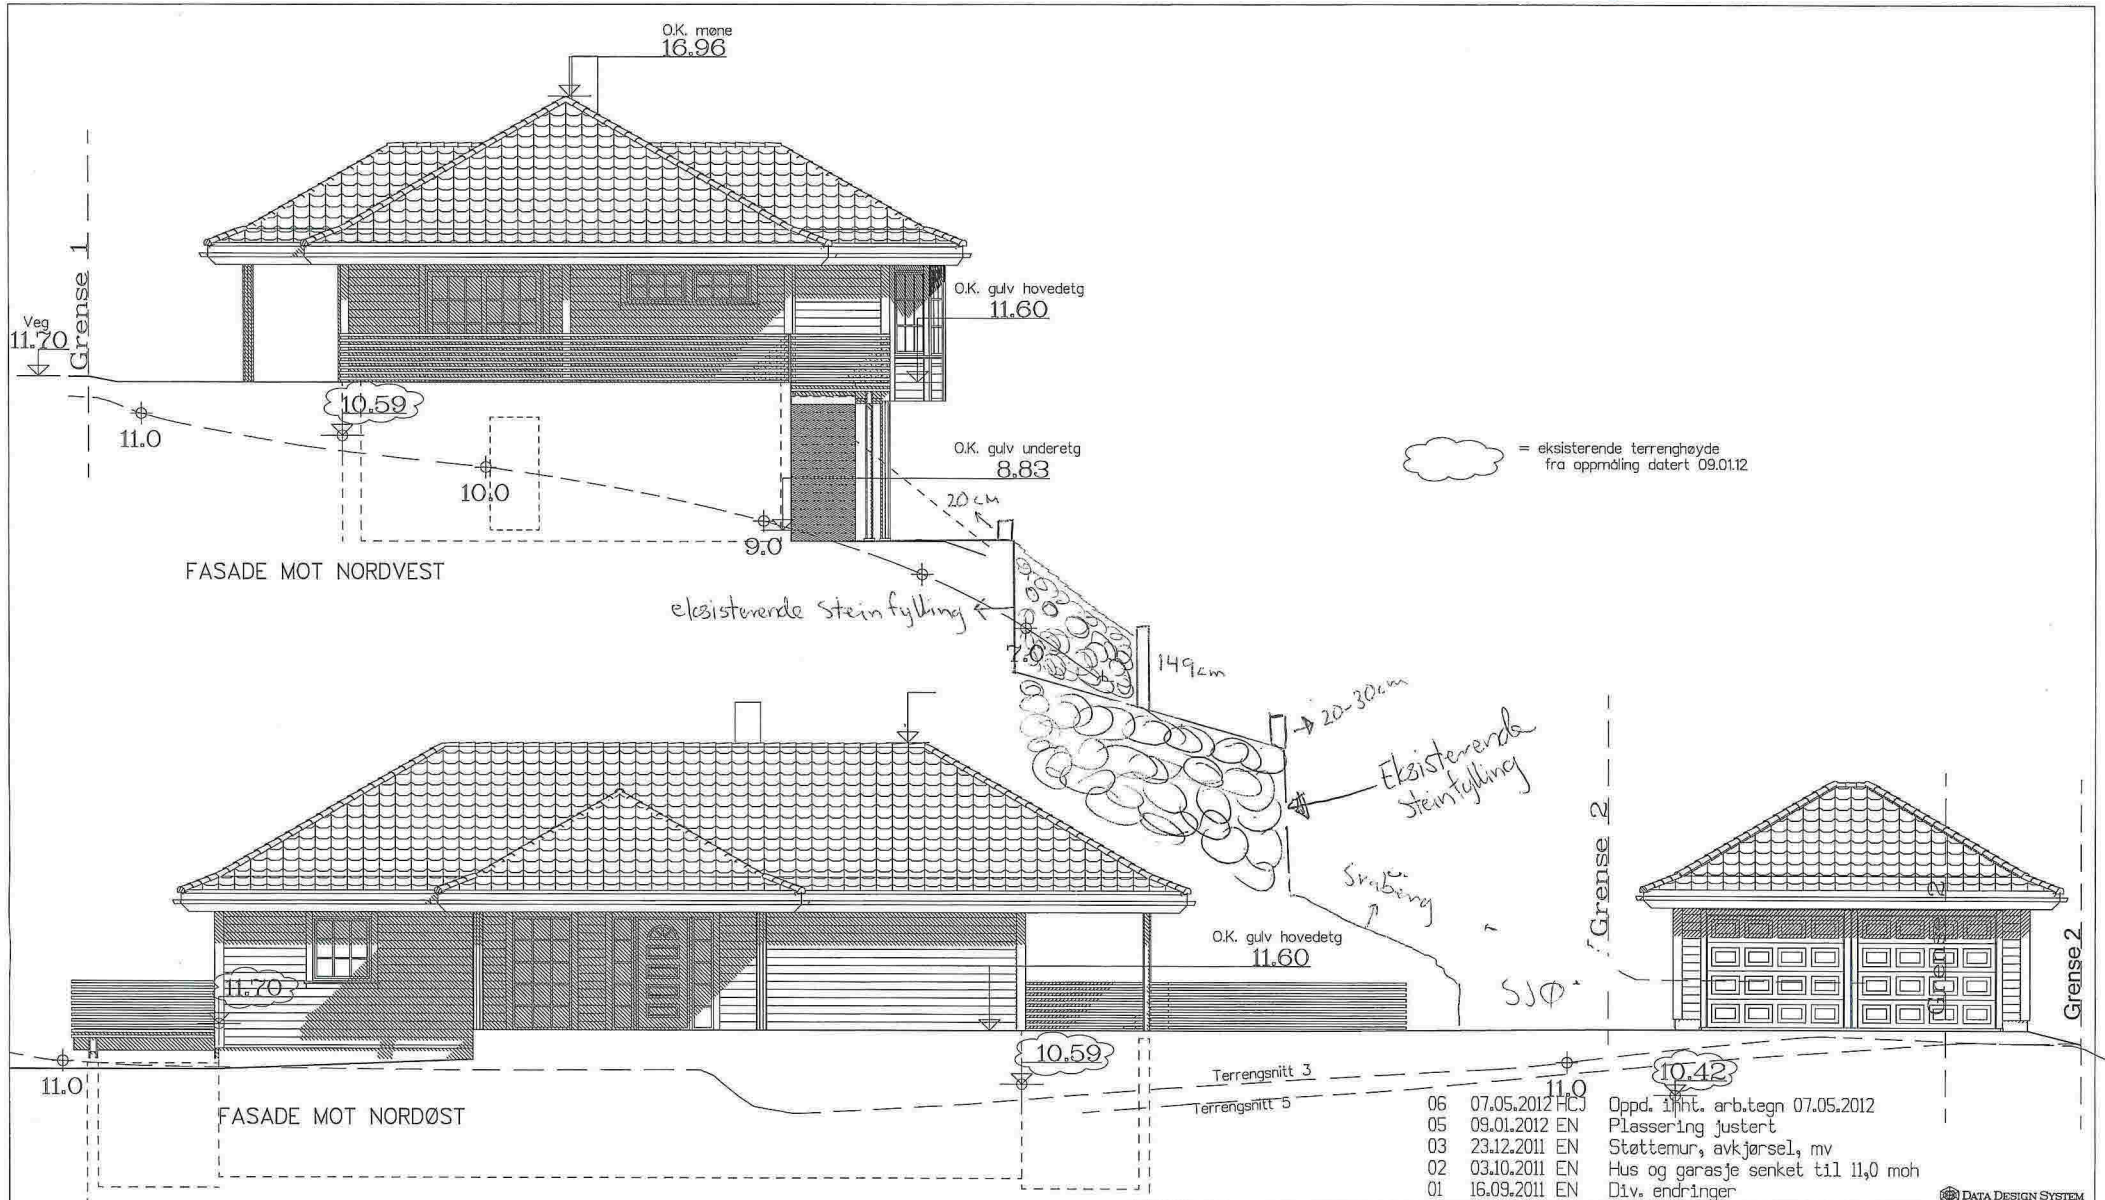 O.K. møne
16.96
Grense 1
Veg
11.70
O.K. gulv hovedetg
11.60
10.59
11.0
10.0
O.K. gulv underetg
8.83
= eksisterende terrenghøyde
fra oppmåling datert 09.01.12
20cm
9.0
FASADE MOT NORDVEST
eksisterende steinfylling
7.0
149cm
20-30cm
Eksisterende
steinfylling
Grense 2
Svaberg
SJØ
O.K. gulv hovedetg
11.60
11.70
Grense 2
Grense 2
10.59
11.0
Terrengsnitt 3
Terrengsnitt 5
11.0
10.42
FASADE MOT NORDØST
06 07.05.2012 HCJ Oppd. ihht. arb.tegn 07.05.2012
05 09.01.2012 EN Plassering justert
03 23.12.2011 EN Støttemur, avkjørsel, mv
02 03.10.2011 EN Hus og garasje senket til 11,0 moh
01 16.09.2011 EN Div. endringer
DATA DESIGN SYSTEM